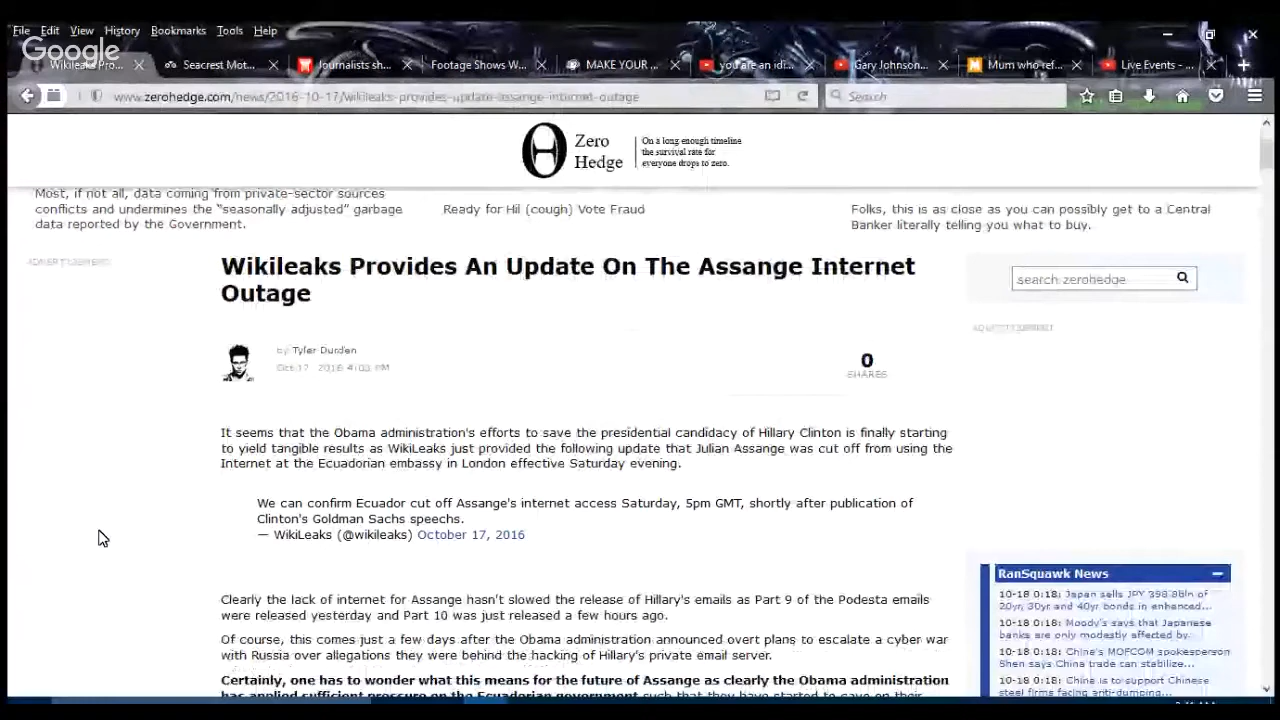 File Edit View History Bookmarks Tools Help
Google
Wikileaks Pro... Seacrest Mot... Journalists sh... Footage Shows W... MAKE YOUR ... you are an idi... Gary Johnson... Mum who ref... Live Events - ...
www.zerohedge.com/news/2016-10-17/wikileaks-provides-update-assange-internet-outage
Search
Zero
Hedge
On a long enough timeline
the survival rate for
everyone drops to zero.
Most, if not all, data coming from private-sector sources
conflicts and undermines the “seasonally adjusted” garbage
data reported by the Government.
Ready for Hil (cough) Vote Fraud
Folks, this is as close as you can possibly get to a Central
Banker literally telling you what to buy.
ADVERTISEMENT
Wikileaks Provides An Update On The Assange Internet
Outage
search zerohedge
ADVERTISEMENT
by Tyler Durden
Oct 17, 2016 4:00 PM
0
SHARES
It seems that the Obama administration's efforts to save the presidential candidacy of Hillary Clinton is finally starting
to yield tangible results as WikiLeaks just provided the following update that Julian Assange was cut off from using the
Internet at the Ecuadorian embassy in London effective Saturday evening.
We can confirm Ecuador cut off Assange's internet access Saturday, 5pm GMT, shortly after publication of
Clinton's Goldman Sachs speechs.
— WikiLeaks (@wikileaks) October 17, 2016
Clearly the lack of internet for Assange hasn't slowed the release of Hillary's emails as Part 9 of the Podesta emails
were released yesterday and Part 10 was just released a few hours ago.
Of course, this comes just a few days after the Obama administration announced overt plans to escalate a cyber war
with Russia over allegations they were behind the hacking of Hillary's private email server.
Certainly, one has to wonder what this means for the future of Assange as clearly the Obama administration
has applied sufficient pressure on the Ecuadorian government such that they have started to cave on their
RanSquawk News
10-18 0:18: Japan sells JPY 398.8bln of
20yr, 30yr and 40yr bonds in enhanced...
10-18 0:18: Moody's says that Japanese
banks are only modestly affected by...
10-18 0:18: China's MOFCOM spokesperson
Shen says China trade can stabilize...
10-18 0:18: China is to support Chinese
steel firms facing anti-dumping...